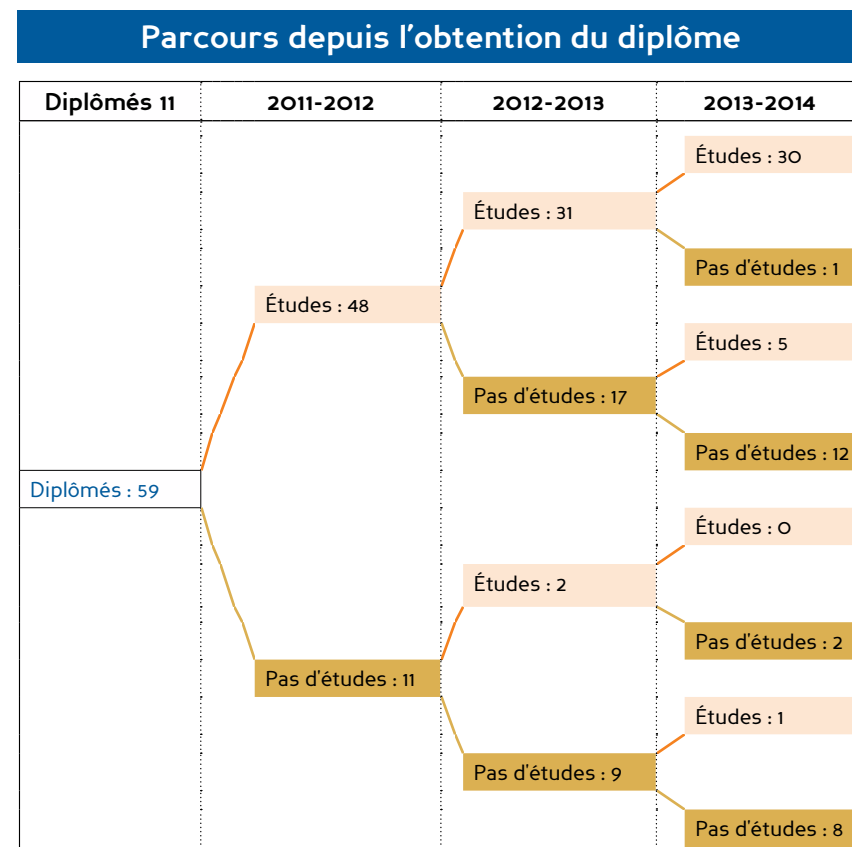 Parcours depuis l'obtention du diplôme
Diplômés 11 2011-2012 2012-2013 2013-2014
Études : 30
Études : 31
Pas d'études : 1
Études : 48
Études : 5
Pas d'études : 17
Pas d'études : 12
Diplômés : 59
Études : 0
Études : 2
Pas d'études : 2
Pas d'études : 11
Études : 1
Pas d'études : 9
Pas d'études : 8